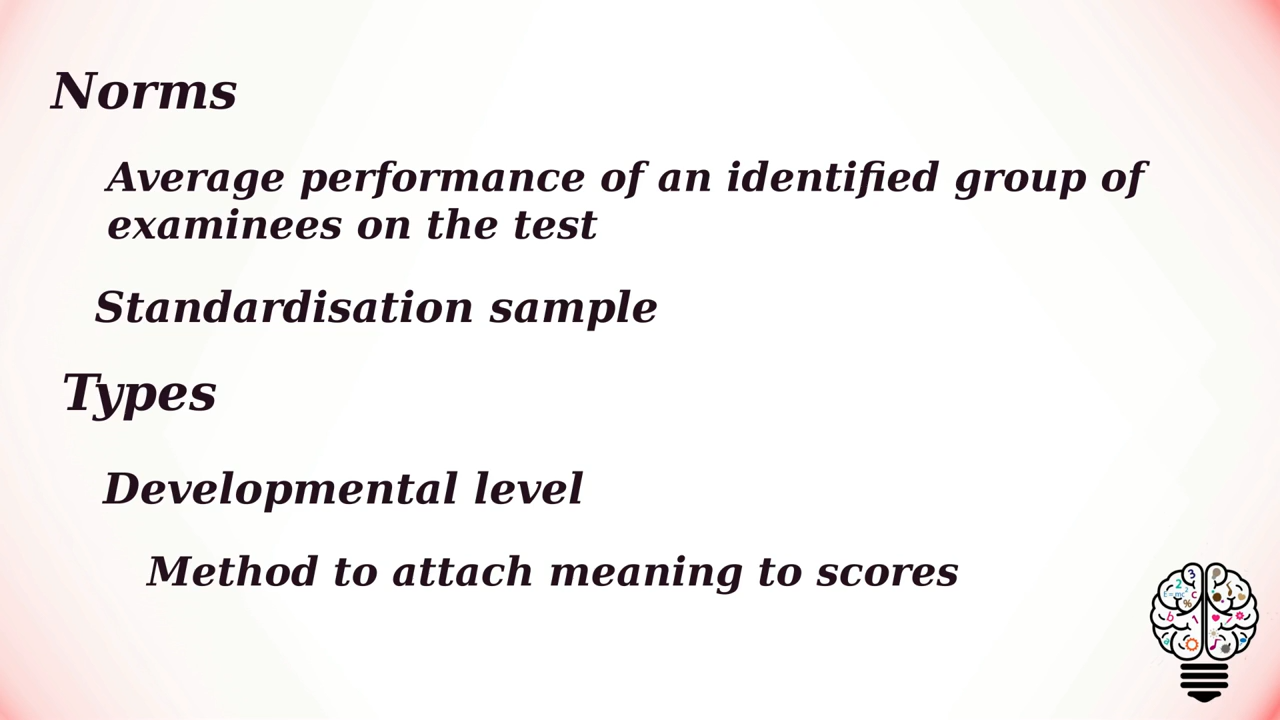 Norms
Average performance of an identified group of
examinees on the test
Standardisation sample
Types
Developmental level
Method to attach meaning to scores